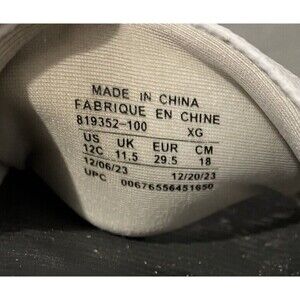 MADE IN CHINA
FABRIQUE EN CHINE
819352-100 XG
US UK EUR CM
12C 11.5 29.5 18
12/06/23 12/20/23
UPC 00676556451650